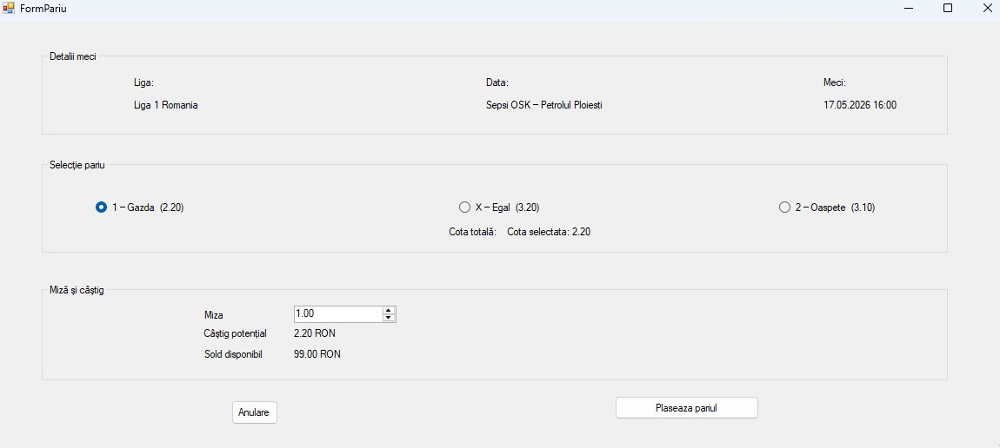 FormPariu
Detalii meci
Liga: Data: Meci:
Liga 1 Romania Sepsi OSK – Petrolul Ploiesti 17.05.2026 16:00
Selecție pariu
1 – Gazda (2.20) X – Egal (3.20) 2 – Oaspete (3.10)
Cota totală: Cota selectata: 2.20
Miză și câștig
Miza 1.00
Câștig potențial 2.20 RON
Sold disponibil 99.00 RON
Anulare Plaseaza pariul